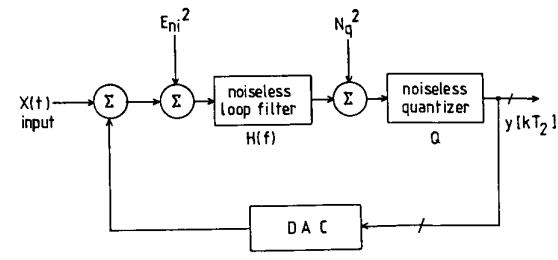 Eni²
Nq²
X(t)
input
Σ
Σ
noiseless
loop filter
H(f)
Σ
noiseless
quantizer
Q
y[kT₂]
DAC